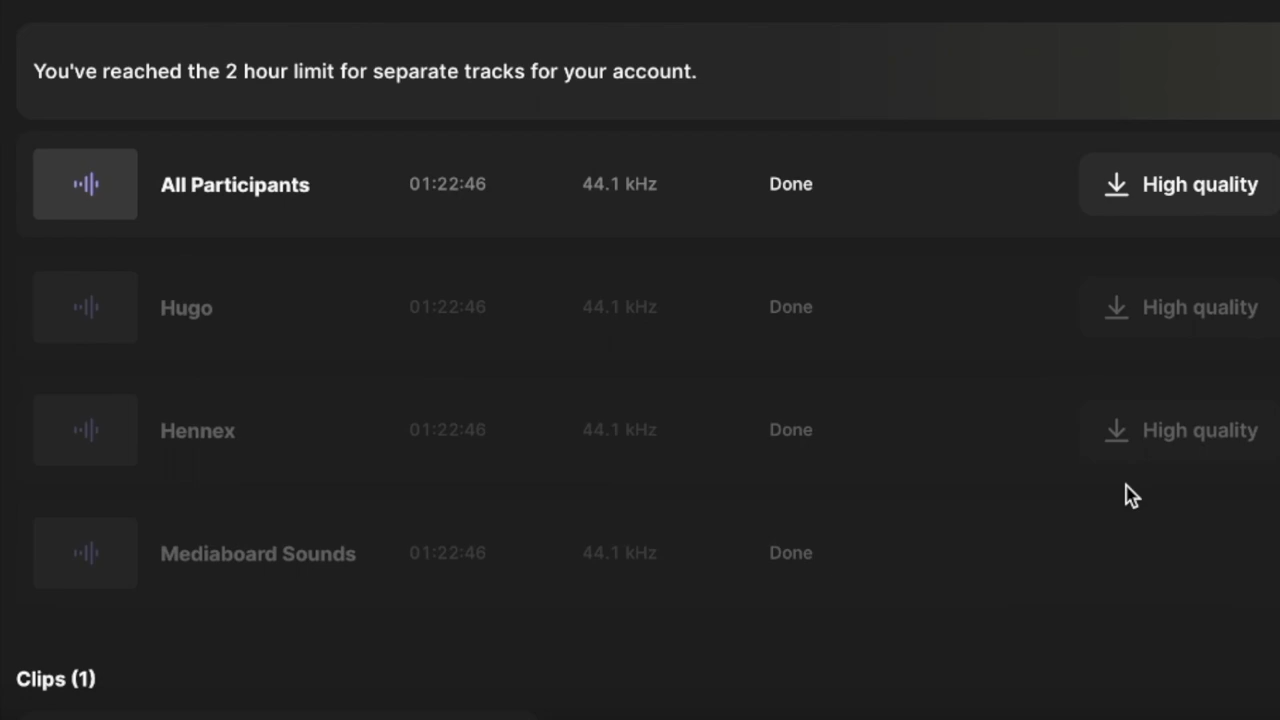 You've reached the 2 hour limit for separate tracks for your account.
All Participants 01:22:46 44.1 kHz Done High quality
Hugo 01:22:46 44.1 kHz Done High quality
Hennex 01:22:46 44.1 kHz Done High quality
Mediaboard Sounds 01:22:46 44.1 kHz Done
Clips (1)